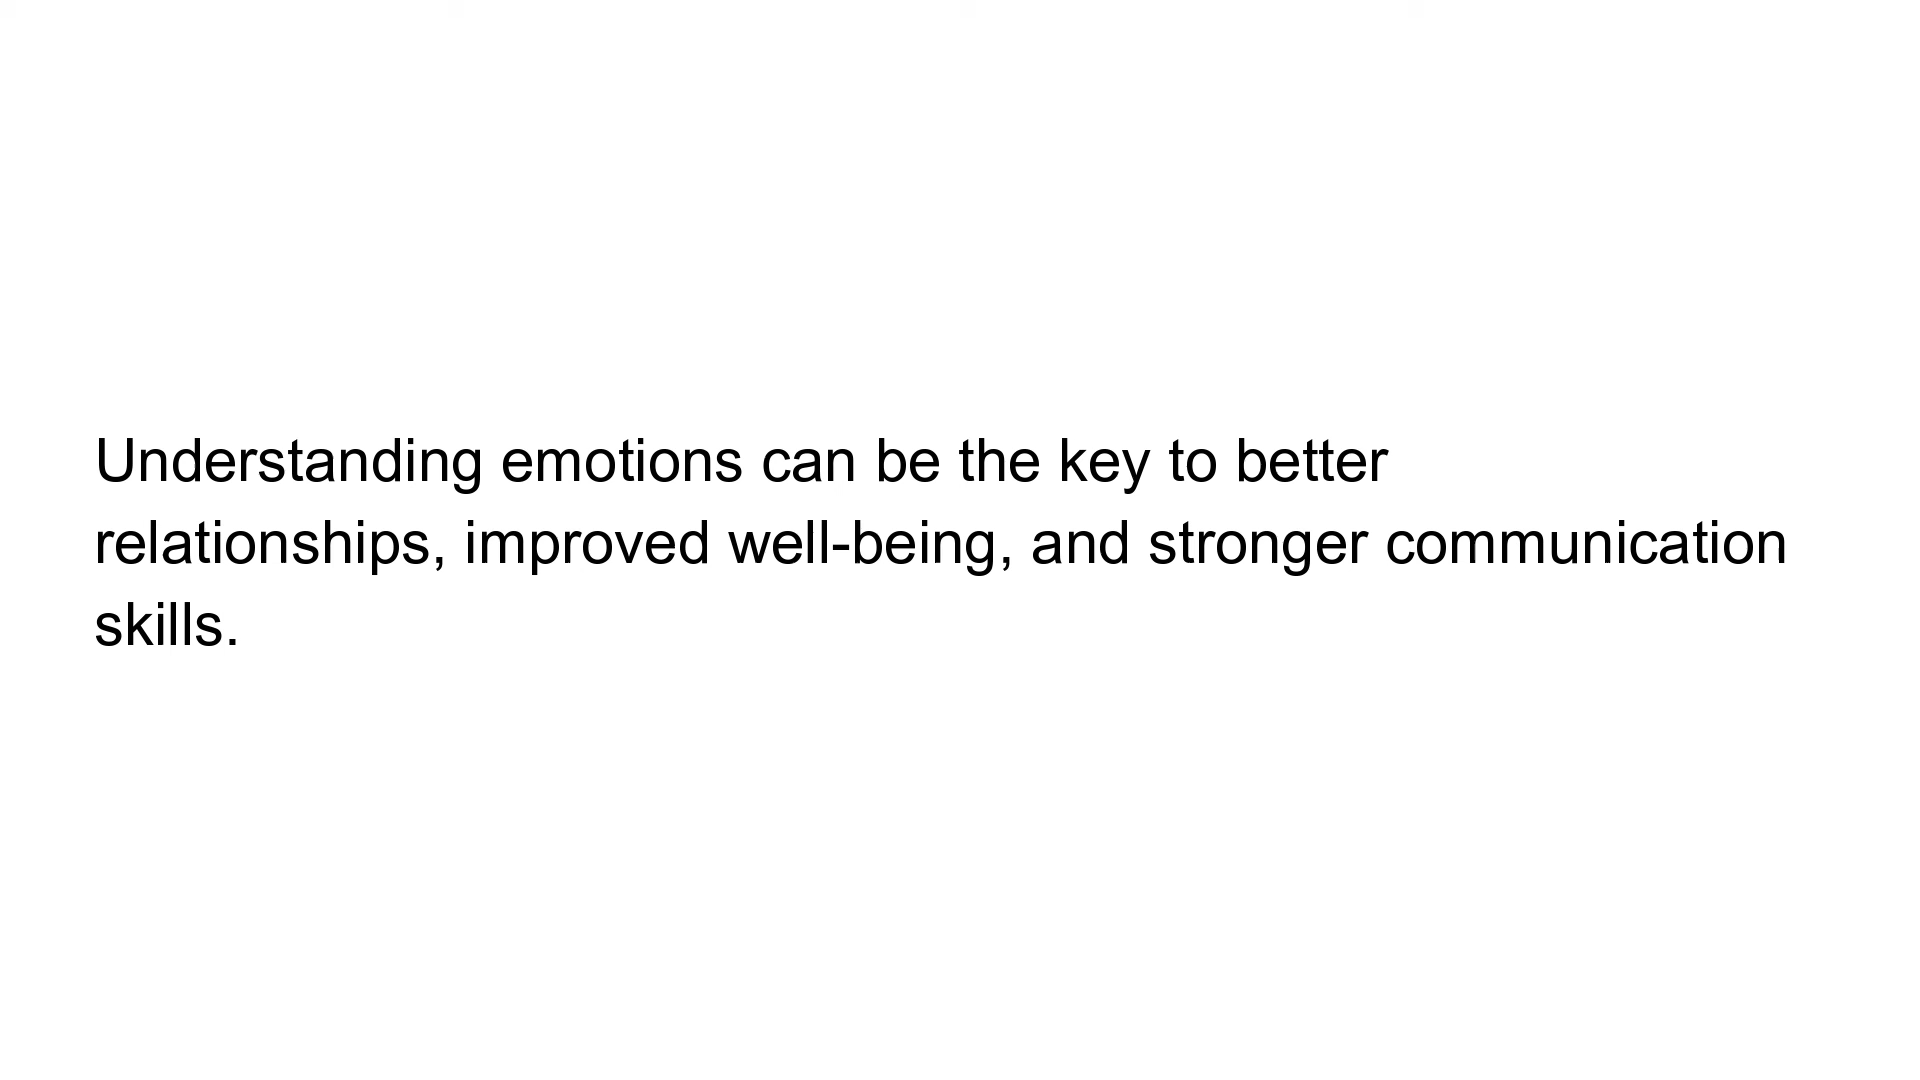 Understanding emotions can be the key to better
relationships, improved well-being, and stronger communication
skills.